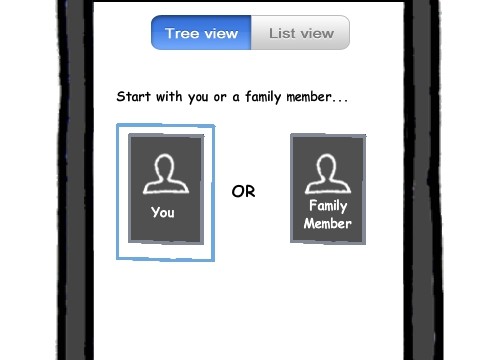 Tree view List view
Start with you or a family member...
You
OR
Family
Member